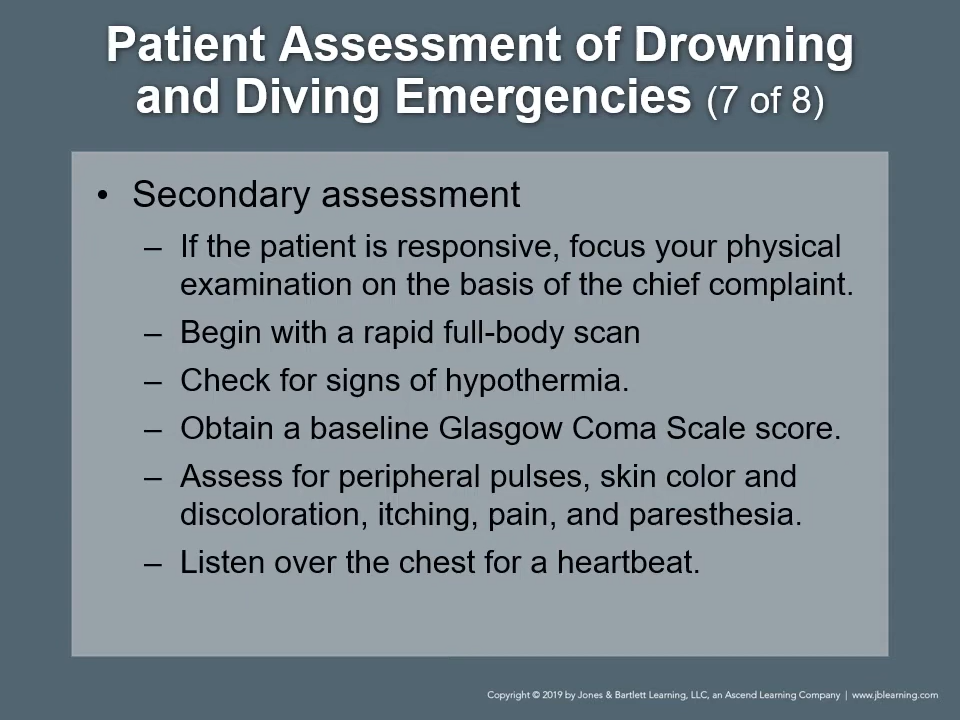 Patient Assessment of Drowning
and Diving Emergencies (7 of 8)
• Secondary assessment
– If the patient is responsive, focus your physical
examination on the basis of the chief complaint.
– Begin with a rapid full-body scan
– Check for signs of hypothermia.
– Obtain a baseline Glasgow Coma Scale score.
– Assess for peripheral pulses, skin color and
discoloration, itching, pain, and paresthesia.
– Listen over the chest for a heartbeat.
Copyright © 2019 by Jones & Bartlett Learning, LLC, an Ascend Learning Company | www.jblearning.com